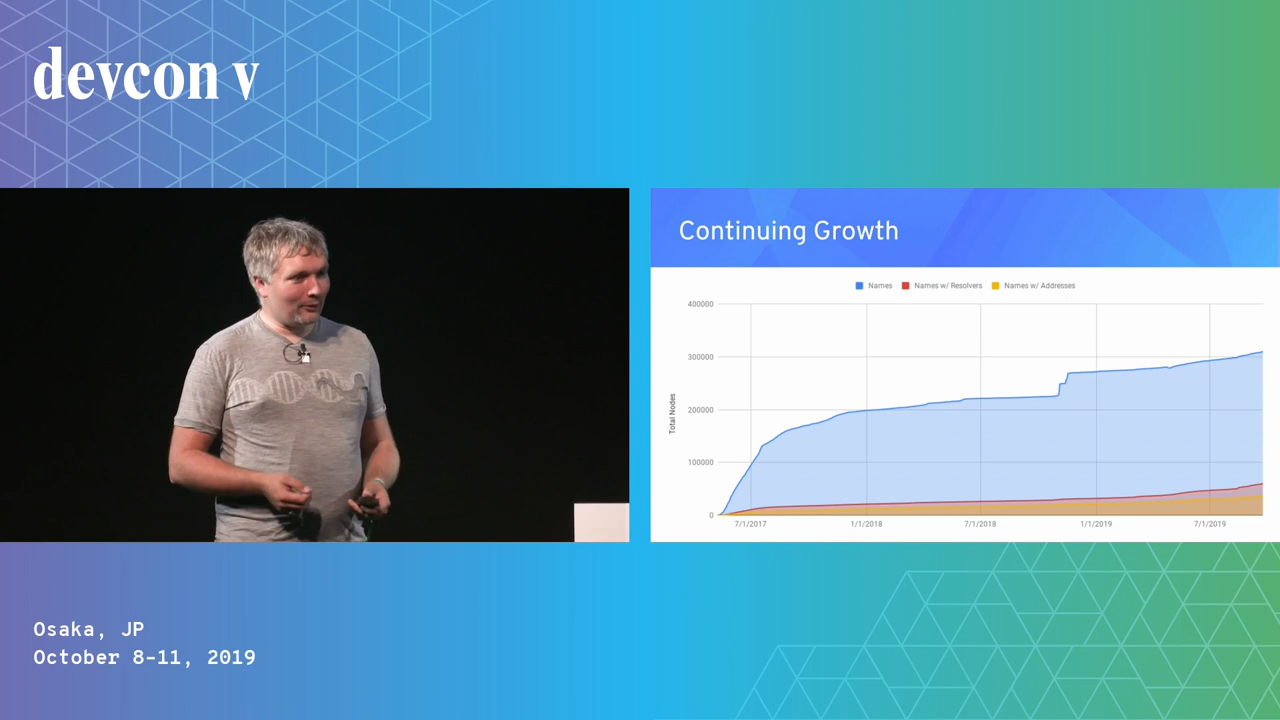 devcon v
Continuing Growth
Names
Names w/ Resolvers
Names w/ Addresses
400000
300000
200000
100000
0
Total Nodes
7/1/2017
1/1/2018
7/1/2018
1/1/2019
7/1/2019
Osaka, JP
October 8-11, 2019